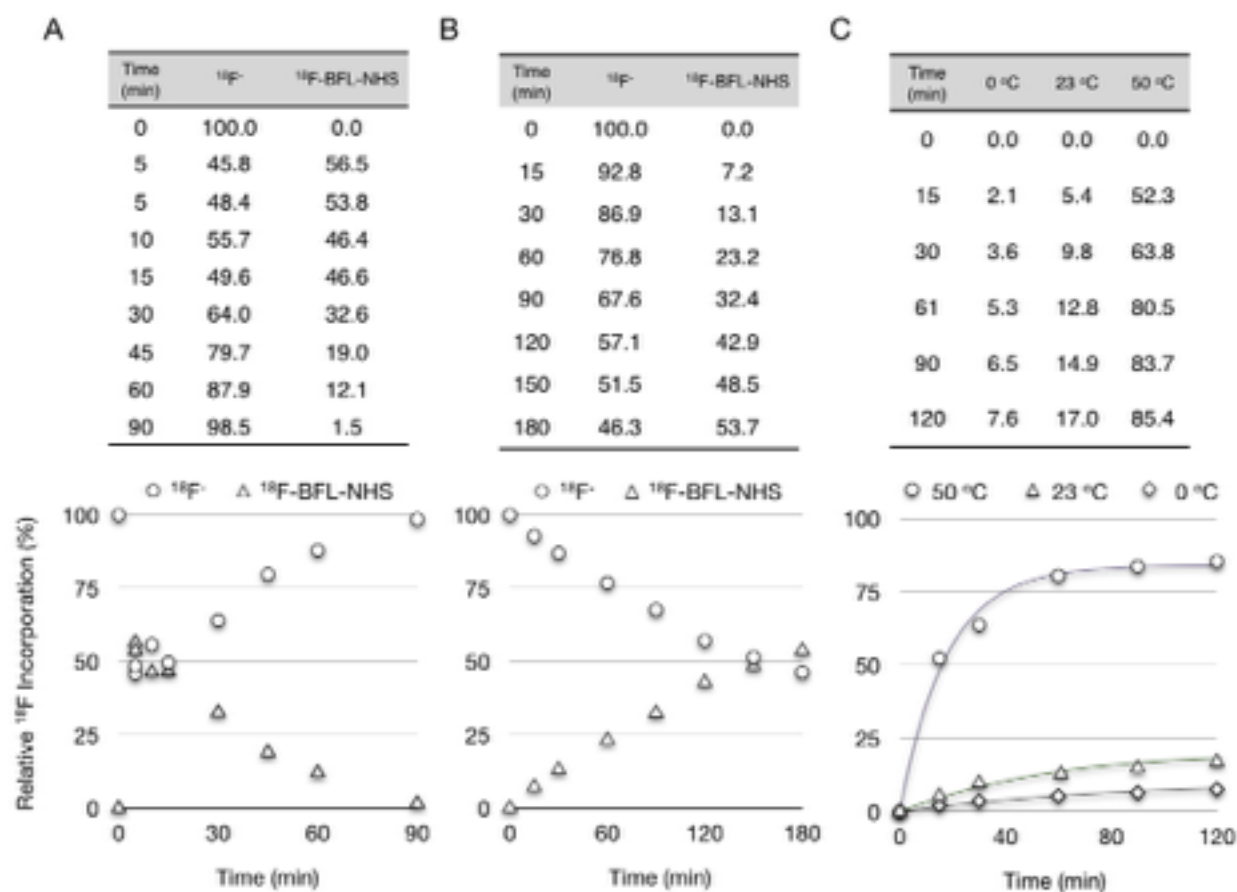 A
Time (min) ¹⁸F⁻ ¹⁸F-BFL-NHS
0 100.0 0.0
5 45.8 56.5
5 48.4 53.8
10 55.7 46.4
15 49.6 46.6
30 64.0 32.6
45 79.7 19.0
60 87.9 12.1
90 98.5 1.5
B
Time (min) ¹⁸F⁻ ¹⁸F-BFL-NHS
0 100.0 0.0
15 92.8 7.2
30 86.9 13.1
60 76.8 23.2
90 67.6 32.4
120 57.1 42.9
150 51.5 48.5
180 46.3 53.7
C
Time (min) 0 ºC 23 ºC 50 ºC
0 0.0 0.0 0.0
15 2.1 5.4 52.3
30 3.6 9.8 63.8
61 5.3 12.8 80.5
90 6.5 14.9 83.7
120 7.6 17.0 85.4
Relative ¹⁸F Incorporation (%)
¹⁸F⁻ ¹⁸F-BFL-NHS
100
75
50
25
0
0 30 60 90
Time (min)
¹⁸F⁻ ¹⁸F-BFL-NHS
100
75
50
25
0
0 60 120 180
Time (min)
50 ºC 23 ºC 0 ºC
100
75
50
25
0
0 40 80 120
Time (min)